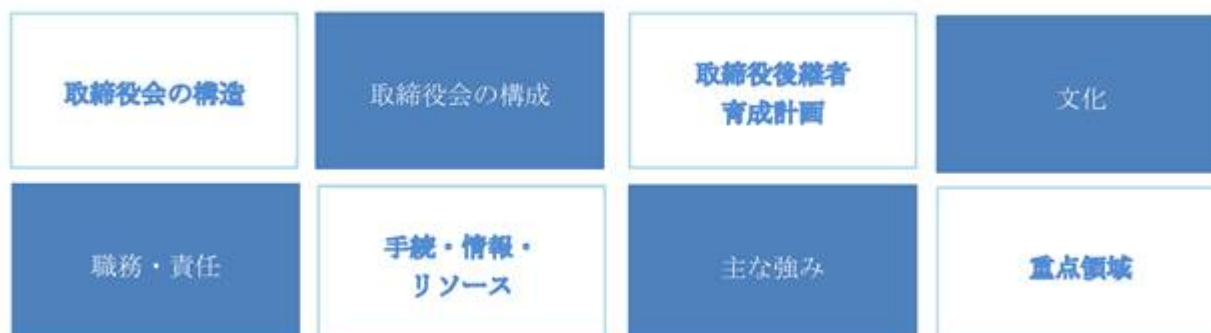 取締役会の構造
取締役会の構成
取締役後継者
育成計画
文化
職務・責任
手続・情報・
リソース
主な強み
重点領域